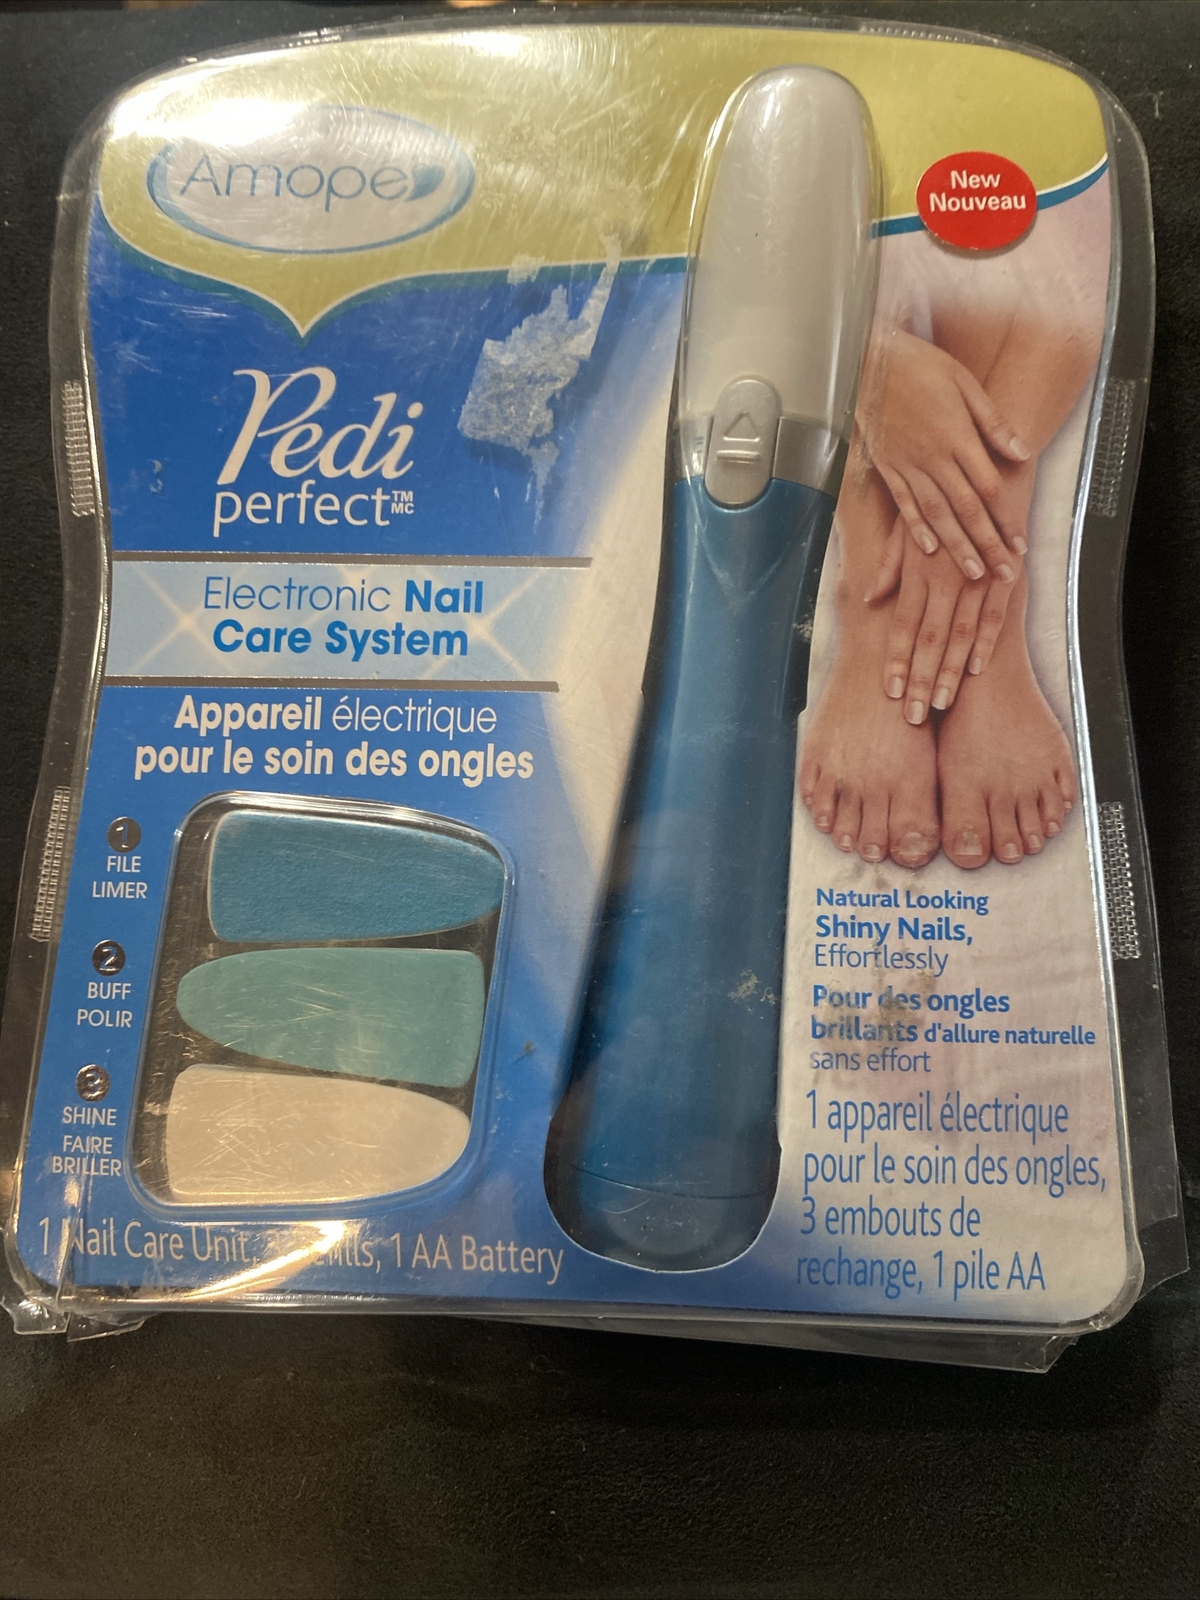 Amope
New
Nouveau
Pedi
perfect™
MC
Electronic Nail
Care System
Appareil électrique
pour le soin des ongles
1
FILE
LIMER
2
BUFF
POLIR
3
SHINE
FAIRE
BRILLER
1 Nail Care Unit, 1 AA Battery
Natural Looking
Shiny Nails,
Effortlessly
Pour des ongles
brillants d'allure naturelle
sans effort
1 appareil électrique
pour le soin des ongles,
3 embouts de
rechange, 1 pile AA